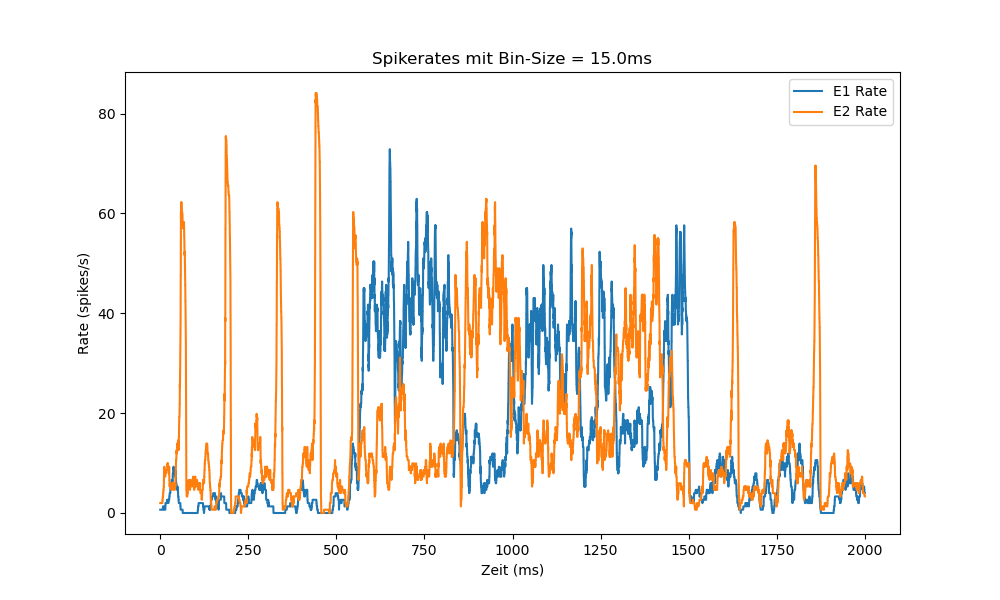 Spikerates mit Bin-Size = 15.0ms
E1 Rate
E2 Rate
80
60
40
20
0
Rate (spikes/s)
0 250 500 750 1000 1250 1500 1750 2000
Zeit (ms)